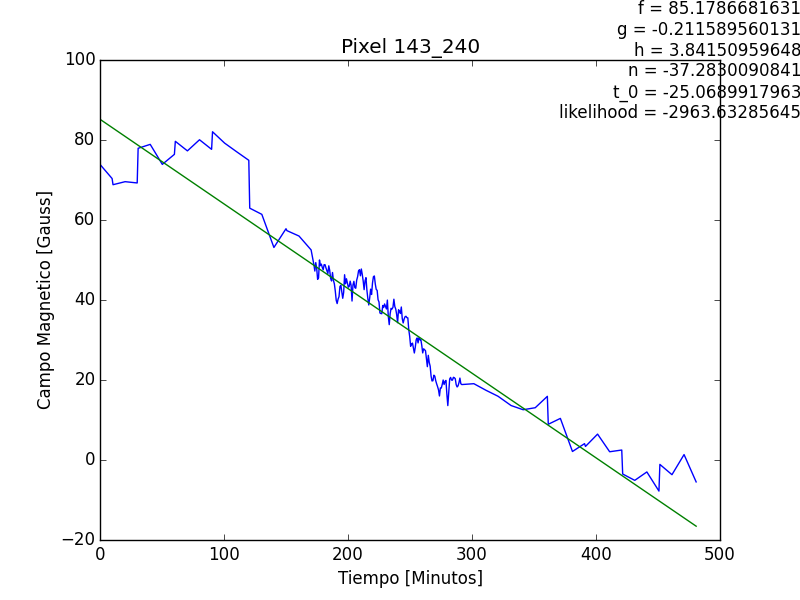 f = 85.1786681631
g = -0.211589560131
h = 3.84150959648
n = -37.2830090841
t_0 = -25.0689917963
likelihood = -2963.63285645
Pixel 143_240
100
80
60
40
20
0
−20
0 100 200 300 400 500
Campo Magnetico [Gauss]
Tiempo [Minutos]